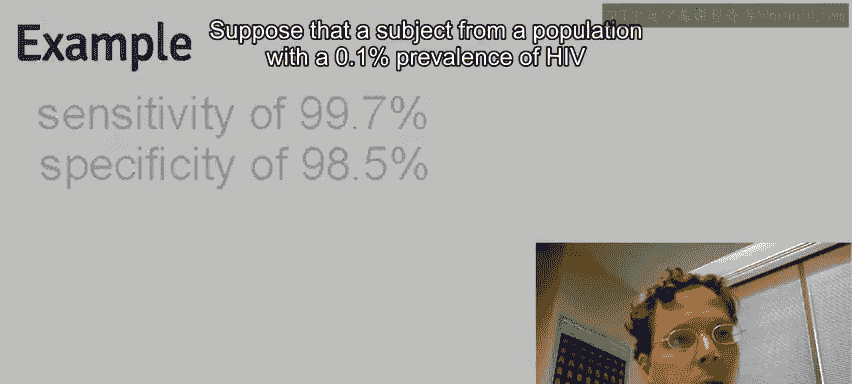 Example
Suppose that a subject from a population
with a 0.1% prevalence of HIV
sensitivity of 99.7%
specificity of 98.5%